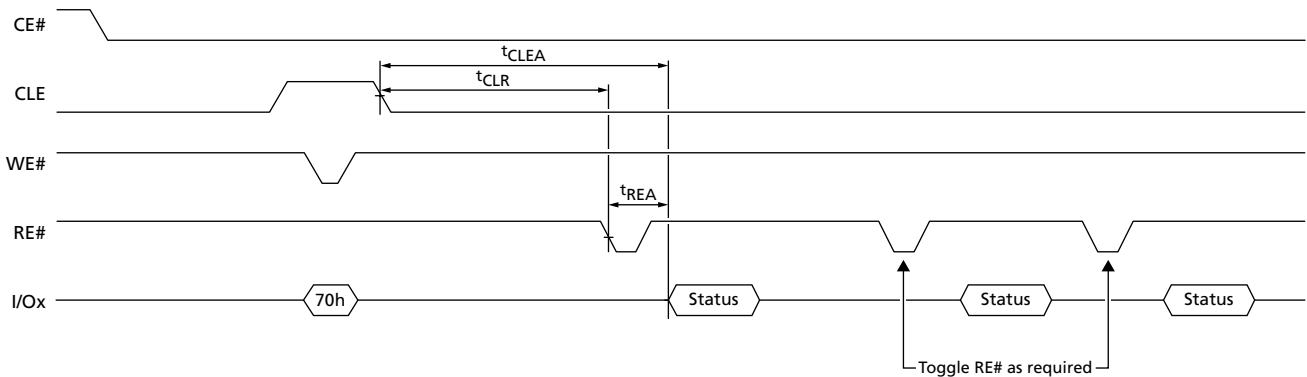 CE#
tCLEA
tCLR
CLE
WE#
tREA
RE#
I/Ox
70h
Status
Status
Status
Toggle RE# as required